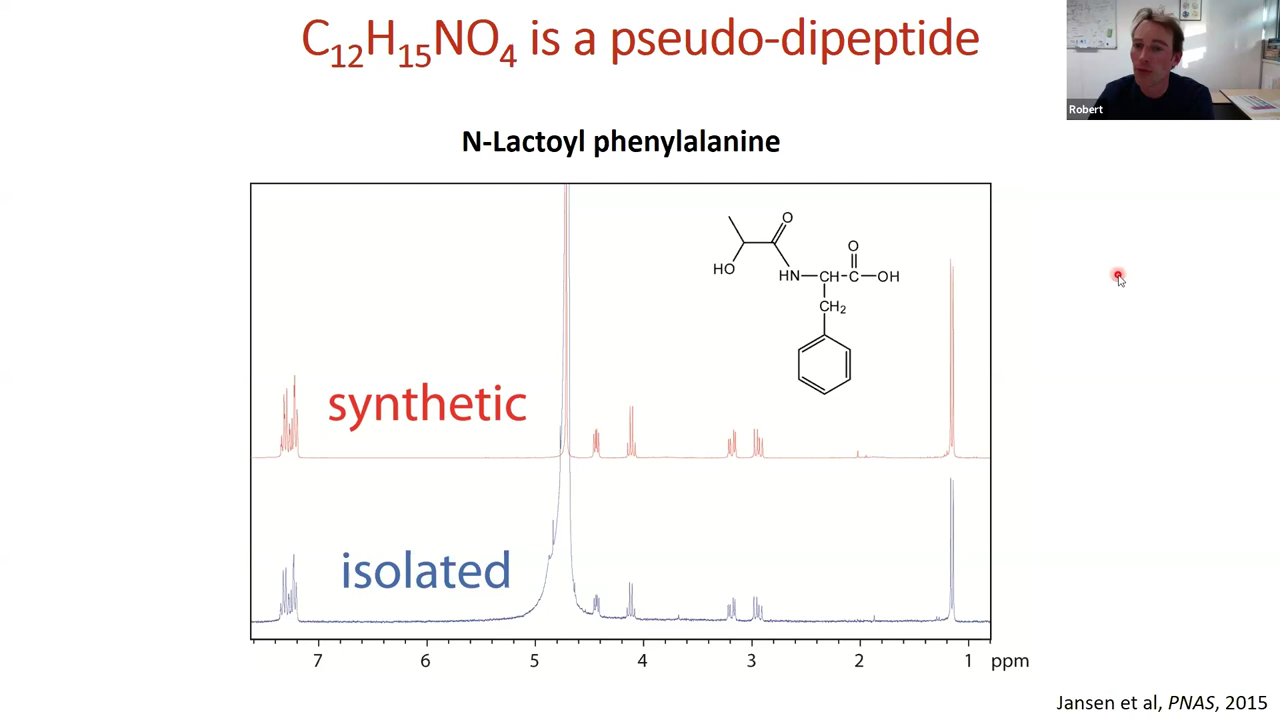 C₁₂H₁₅NO₄ is a pseudo-dipeptide
Robert
N-Lactoyl phenylalanine
O
HO
HN
CH
C
O
OH
CH₂
synthetic
isolated
7 6 5 4 3 2 1 ppm
Jansen et al, PNAS, 2015